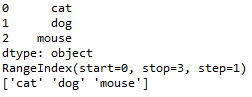 0      cat
1      dog
2    mouse
dtype: object
RangeIndex(start=0, stop=3, step=1)
['cat' 'dog' 'mouse']